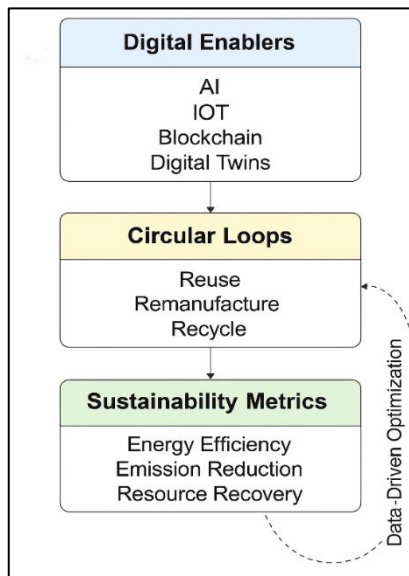 Digital Enablers
AI
IOT
Blockchain
Digital Twins
Circular Loops
Reuse
Remanufacture
Recycle
Sustainability Metrics
Energy Efficiency
Emission Reduction
Resource Recovery
Data-Driven Optimization